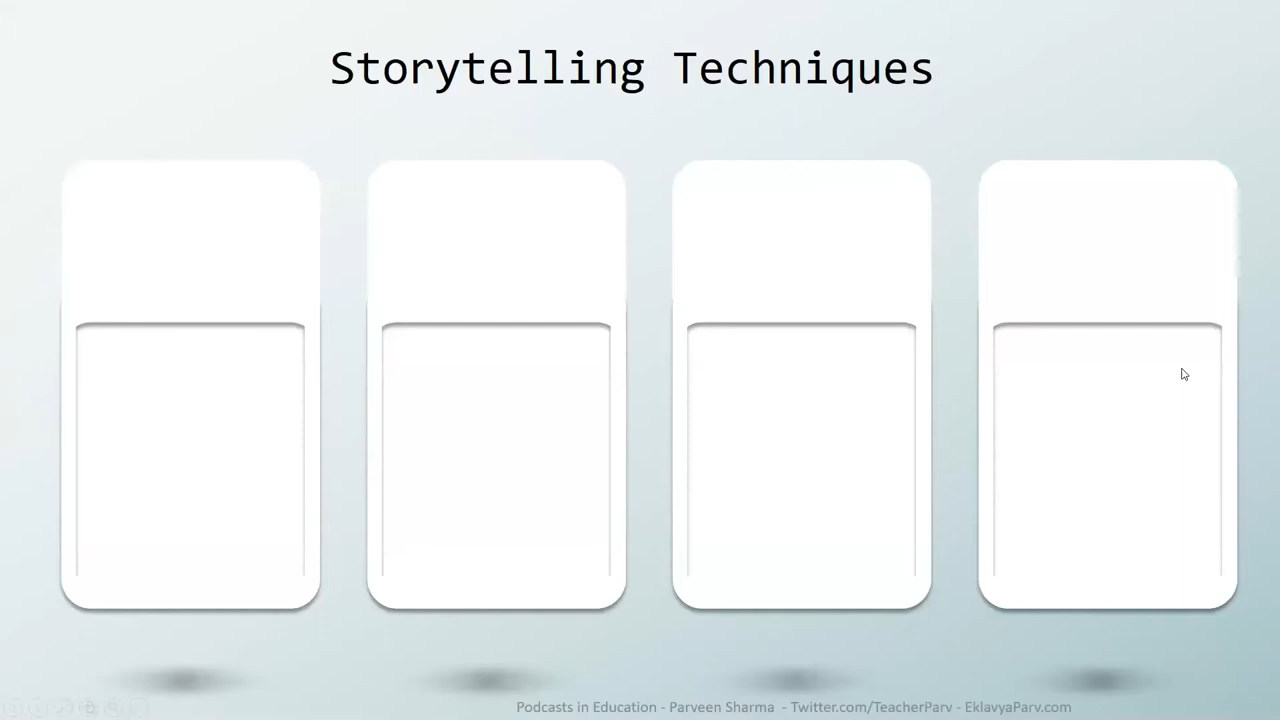 Storytelling Techniques
Podcasts in Education - Parveen Sharma - Twitter.com/TeacherParv - EklavyaParv.com